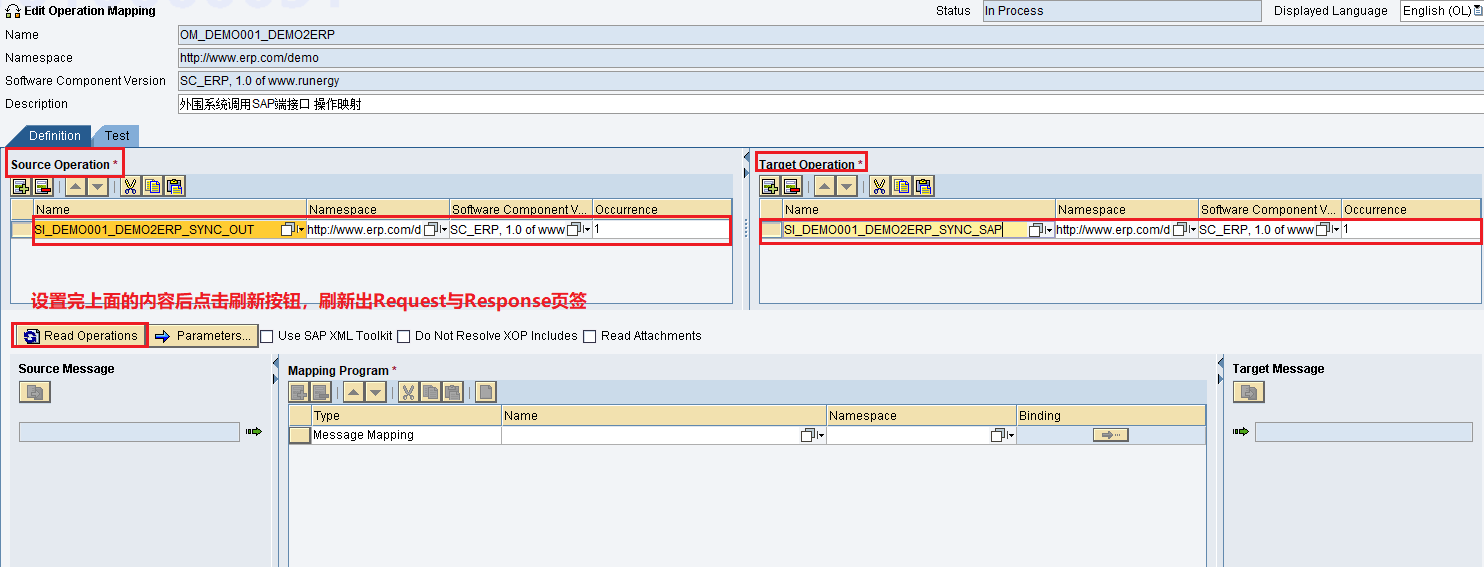 Edit Operation Mapping
Status In Process Displayed Language English (OL)
Name OM_DEMO001_DEMO2ERP
Namespace http://www.erp.com/demo
Software Component Version SC_ERP, 1.0 of www.runergy
Description 外围系统调用SAP端接口 操作映射
Definition Test
Source Operation * Target Operation *
Name Namespace Software Component V... Occurrence Name Namespace Software Component V... Occurrence
SI_DEMO001_DEMO2ERP_SYNC_OUT http://www.erp.com/d SC_ERP, 1.0 of www 1 SI_DEMO001_DEMO2ERP_SYNC_SAP http://www.erp.com/d SC_ERP, 1.0 of www 1
设置完上面的内容后点击刷新按钮，刷新出Request与Response页签
Read Operations Parameters... Use SAP XML Toolkit Do Not Resolve XOP Includes Read Attachments
Source Message Mapping Program * Target Message
Type Name Namespace Binding
Message Mapping